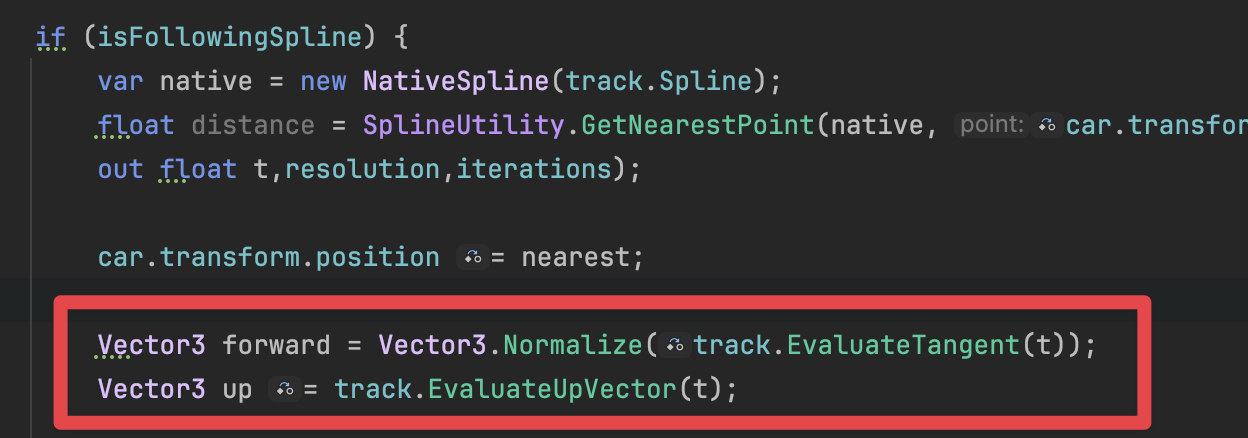 if (isFollowingSpline) {
var native = new NativeSpline(track.Spline);
float distance = SplineUtility.GetNearestPoint(native, point: car.transfor
out float t,resolution,iterations);
car.transform.position = nearest;
Vector3 forward = Vector3.Normalize(track.EvaluateTangent(t));
Vector3 up = track.EvaluateUpVector(t);